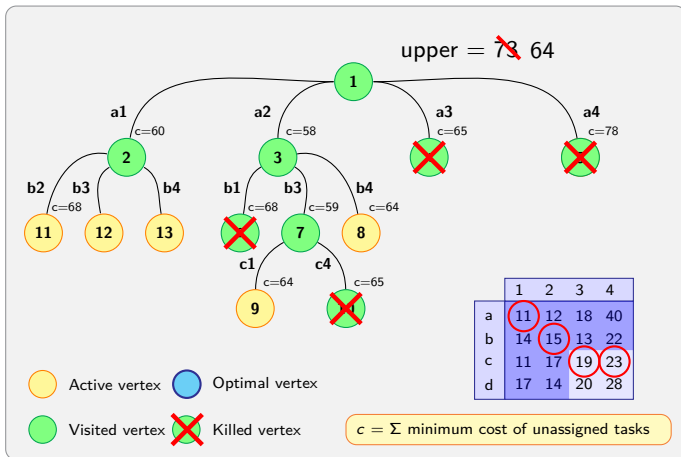 upper = 73 64
1
a1 a2 a3 a4
c=60 c=58 c=65 c=78
2 3
b2 b3 b4 b1 b3 b4
c=68 c=68 c=59 c=64
11 12 13 7 8
c1 c4
c=64 c=65
9
1 2 3 4
a 11 12 18 40
b 14 15 13 22
c 11 17 19 23
d 17 14 20 28
Active vertex Optimal vertex
Visited vertex Killed vertex
c = Σ minimum cost of unassigned tasks